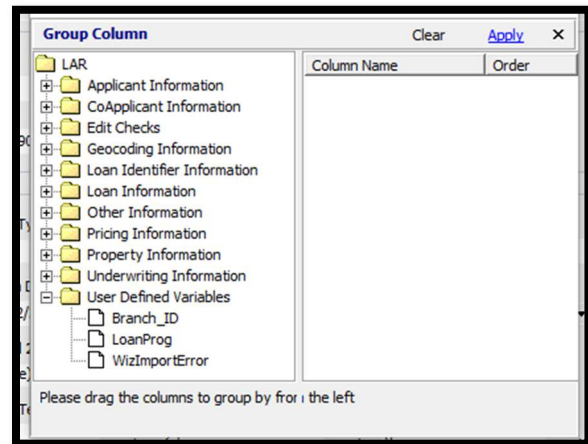 Group Column Clear Apply X
LAR
Column Name Order
Applicant Information
CoApplicant Information
Edit Checks
Geocoding Information
Loan Identifier Information
Loan Information
Other Information
Pricing Information
Property Information
Underwriting Information
User Defined Variables
Branch_ID
LoanProg
WizImportError
Please drag the columns to group by from the left